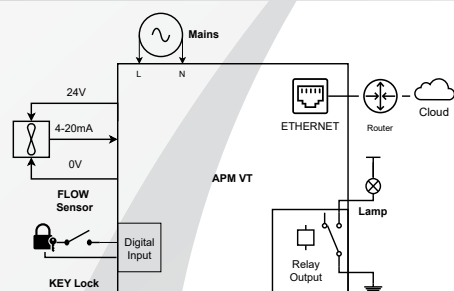 Mains
L N
24V
4-20mA
0V
FLOW
Sensor
ETHERNET
Router
Cloud
APM VT
Lamp
Digital
Input
KEY Lock
Relay
Output